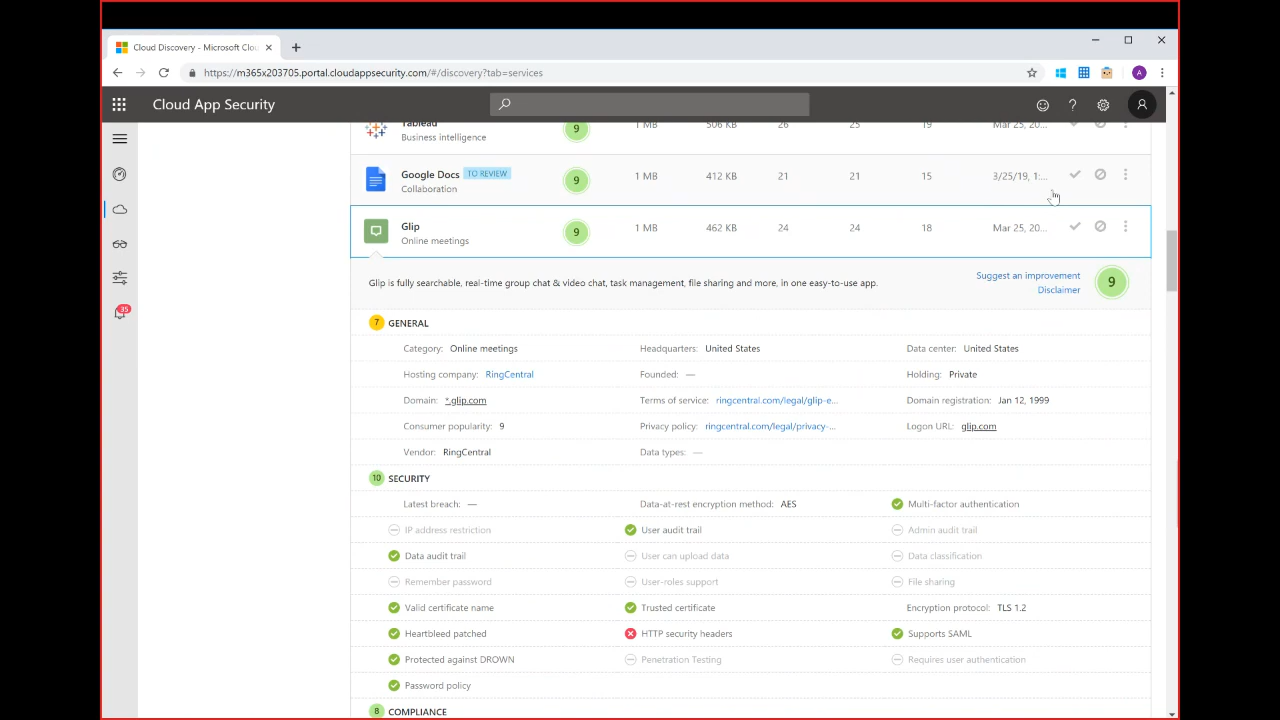 Cloud Discovery - Microsoft Clou
https://m365x203705.portal.cloudappsecurity.com/#/discovery?tab=services
A
Cloud App Security
?
Tableau 9 1 MB 506 KB 26 25 19 Mar 25, 20...
Business intelligence
Google Docs TO REVIEW 9 1 MB 412 KB 21 21 15 3/25/19, 1:...
Collaboration
Glip 9 1 MB 462 KB 24 24 18 Mar 25, 20...
Online meetings
35
Glip is fully searchable, real-time group chat & video chat, task management, file sharing and more, in one easy-to-use app.
Suggest an improvement
Disclaimer
9
7 GENERAL
Category: Online meetings Headquarters: United States Data center: United States
Hosting company: RingCentral Founded: — Holding: Private
Domain: *.glip.com Terms of service: ringcentral.com/legal/glip-e... Domain registration: Jan 12, 1999
Consumer popularity: 9 Privacy policy: ringcentral.com/legal/privacy-... Logon URL: glip.com
Vendor: RingCentral Data types: —
10 SECURITY
Latest breach: — Data-at-rest encryption method: AES Multi-factor authentication
IP address restriction User audit trail Admin audit trail
Data audit trail User can upload data Data classification
Remember password User-roles support File sharing
Valid certificate name Trusted certificate Encryption protocol: TLS 1.2
Heartbleed patched HTTP security headers Supports SAML
Protected against DROWN Penetration Testing Requires user authentication
Password policy
8 COMPLIANCE